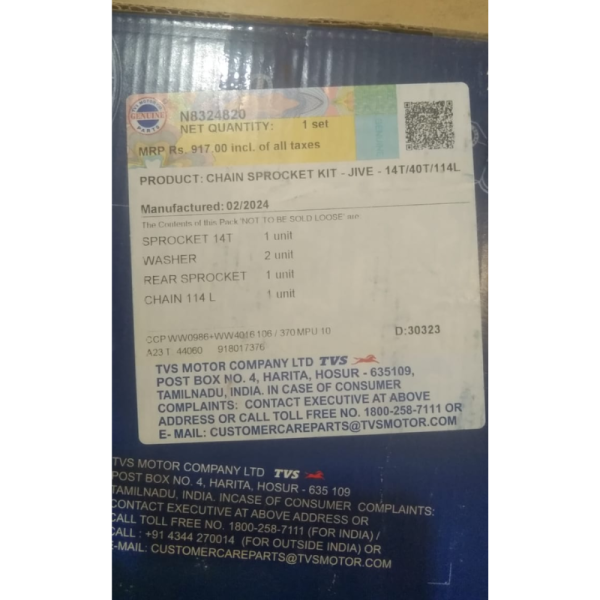 TVS MOTOR
GENUINE
PARTS
N8324820
NET QUANTITY: 1 set
MRP Rs. 917.00 incl. of all taxes
PRODUCT: CHAIN SPROCKET KIT - JIVE - 14T/40T/114L
Manufactured: 02/2024
The Contents of this Pack 'NOT TO BE SOLD LOOSE' are:
SPROCKET 14T 1 unit
WASHER 2 unit
REAR SPROCKET 1 unit
CHAIN 114 L 1 unit
CCP WW0986+WW4016 106 / 370 MPU 10 D:30323
A23 1: 44060 918017376
TVS MOTOR COMPANY LTD TVS
POST BOX NO. 4, HARITA, HOSUR - 635109,
TAMILNADU, INDIA. IN CASE OF CONSUMER
COMPLAINTS: CONTACT EXECUTIVE AT ABOVE
ADDRESS OR CALL TOLL FREE NO. 1800-258-7111 OR
E- MAIL: CUSTOMERCAREPARTS@TVSMOTOR.COM
TVS MOTOR COMPANY LTD TVS
POST BOX NO. 4, HARITA, HOSUR - 635 109
TAMILNADU, INDIA. INCASE OF CONSUMER COMPLAINTS:
CONTACT EXECUTIVE AT ABOVE ADDRESS OR
CALL TOLL FREE NO. 1800-258-7111 (FOR INDIA) /
CALL : +91 4344 270014 (FOR OUTSIDE INDIA) OR
E-MAIL: CUSTOMERCAREPARTS@TVSMOTOR.COM